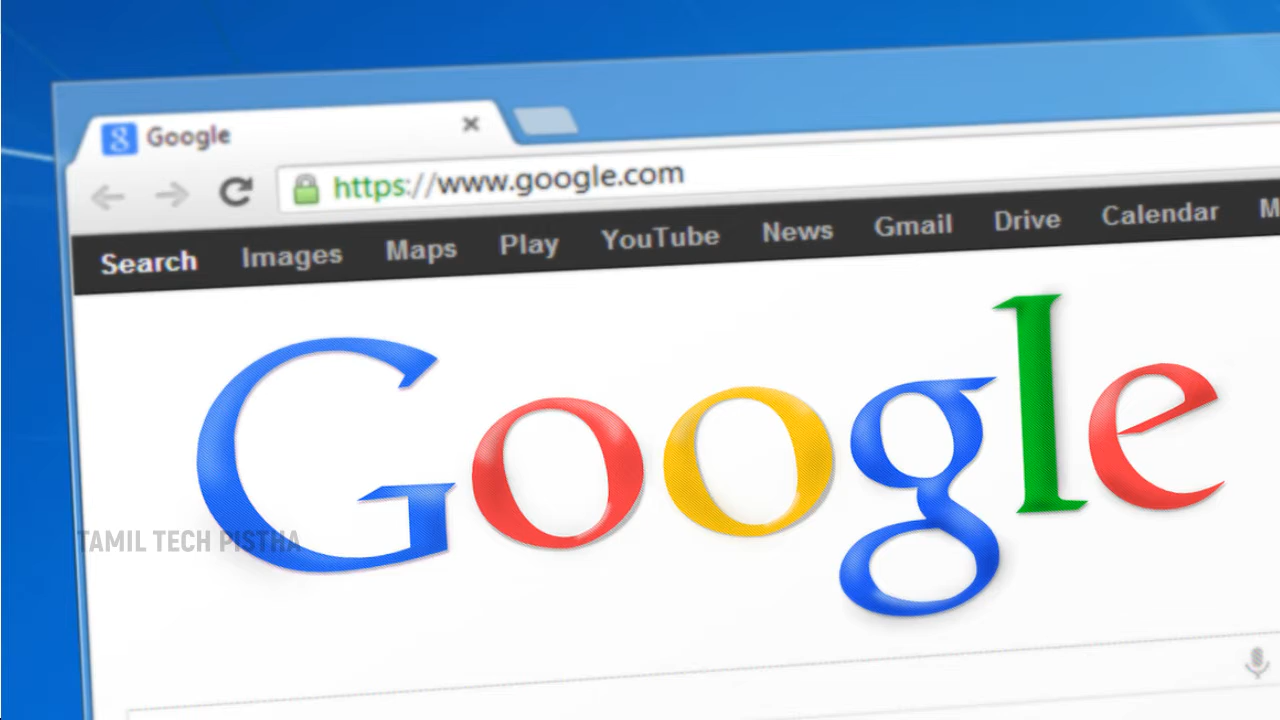 Google
https://www.google.com
Search Images Maps Play YouTube News Gmail Drive Calendar
Google
TAMIL TECH PISTHA